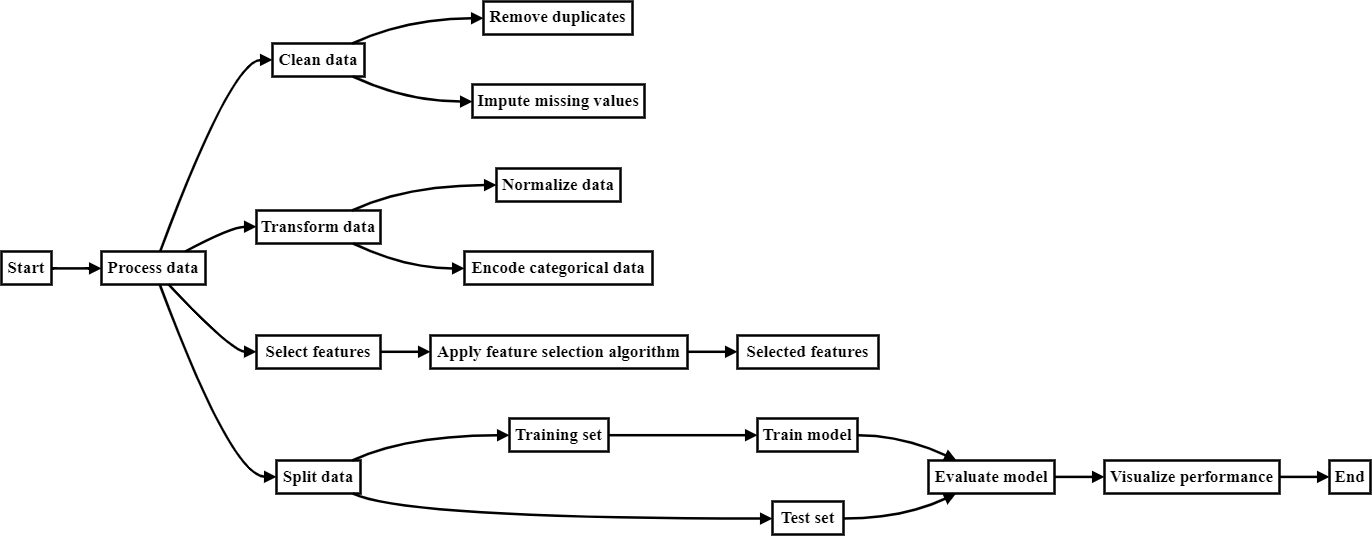 Remove duplicates
Clean data
Impute missing values
Normalize data
Transform data
Start
Process data
Encode categorical data
Select features
Apply feature selection algorithm
Selected features
Training set
Train model
Split data
Evaluate model
Visualize performance
End
Test set